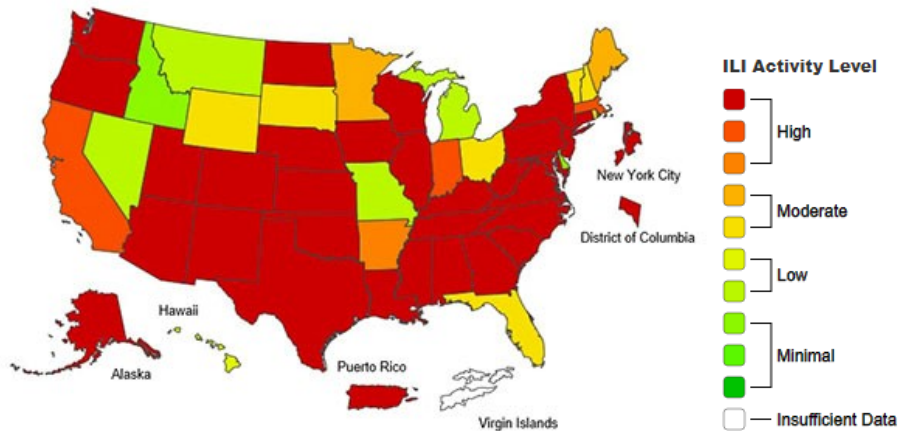 ILI Activity Level
High
Moderate
Low
Minimal
Insufficient Data
New York City
District of Columbia
Hawaii
Alaska
Puerto Rico
Virgin Islands